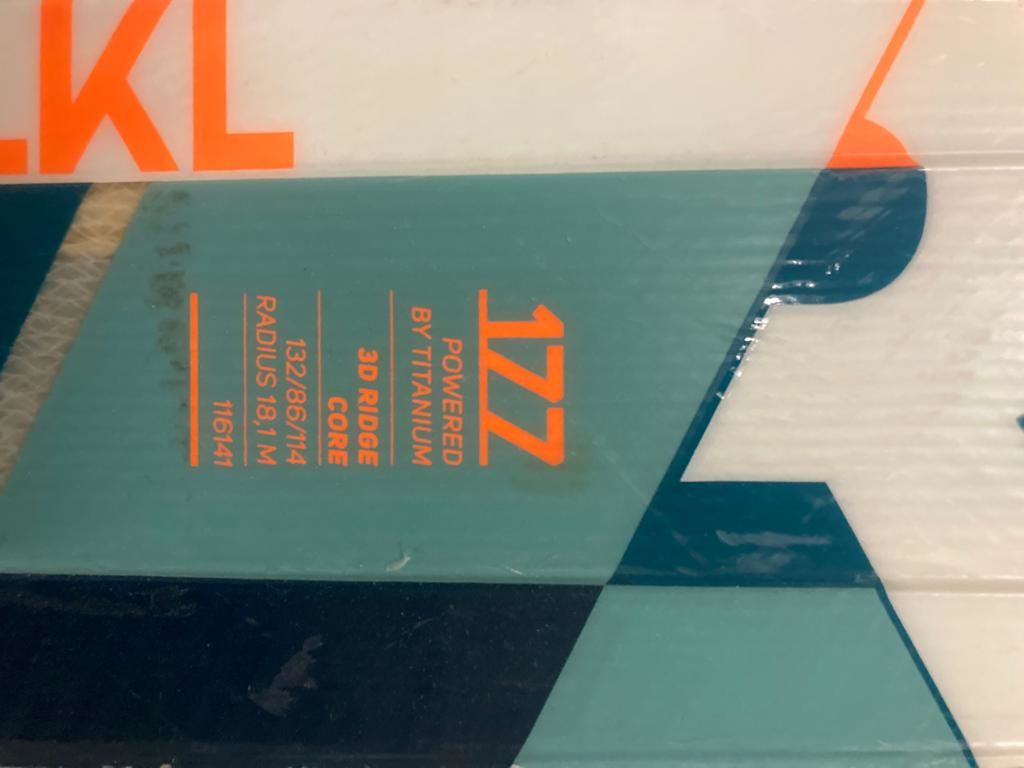 LKL
177
POWERED
BY TITANIUM
3D RIDGE
CORE
132/86/114
RADIUS 18,1 M
116141